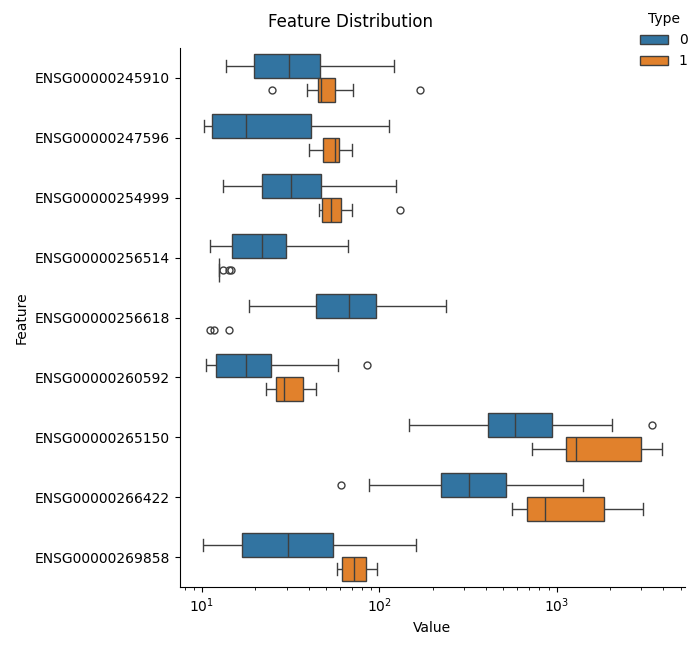 Feature Distribution
Type
0
1
ENSG00000245910
ENSG00000247596
ENSG00000254999
ENSG00000256514
ENSG00000256618
ENSG00000260592
ENSG00000265150
ENSG00000266422
ENSG00000269858
Feature
10¹
10²
10³
Value